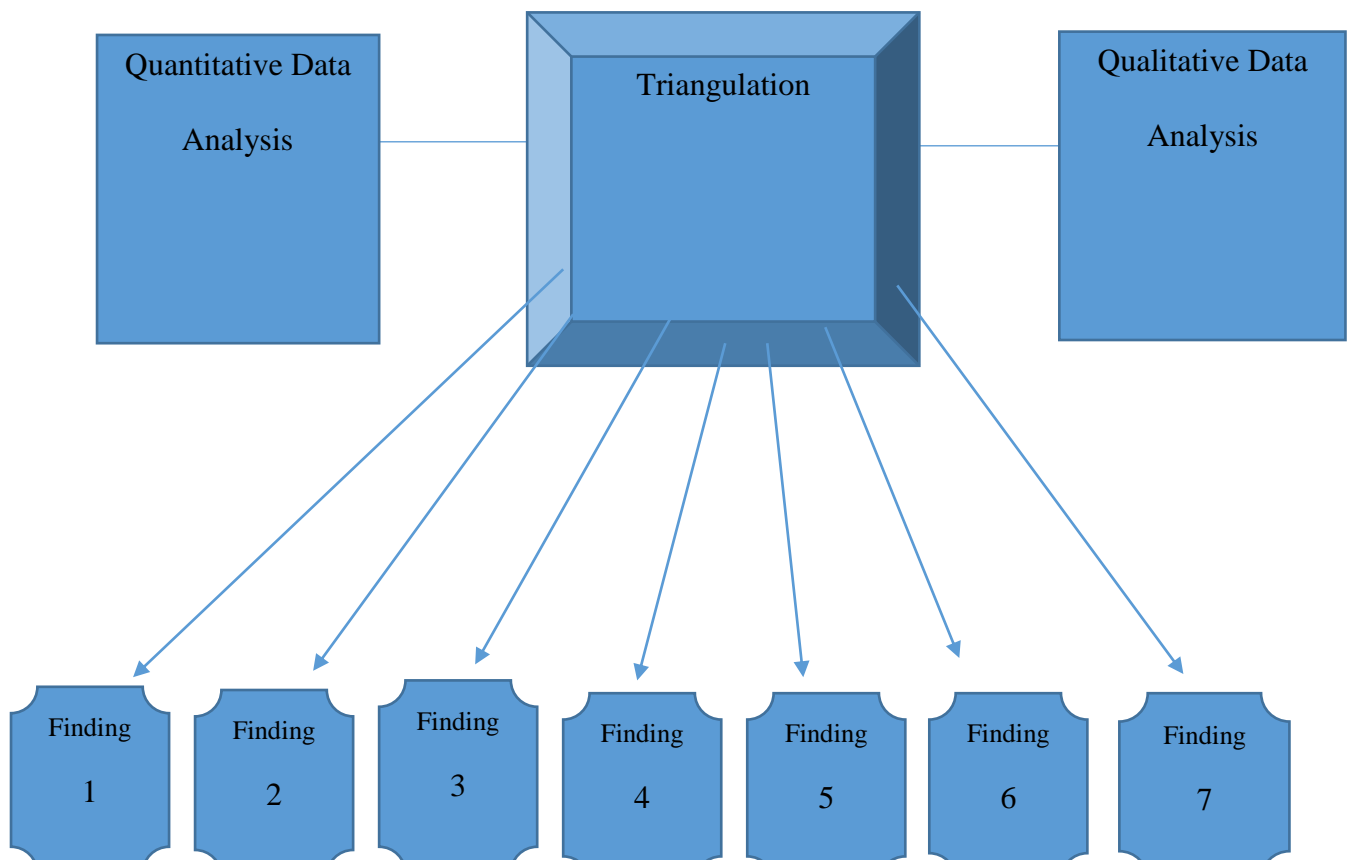 Quantitative Data
Analysis
Triangulation
Qualitative Data
Analysis
Finding
1
Finding
2
Finding
3
Finding
4
Finding
5
Finding
6
Finding
7